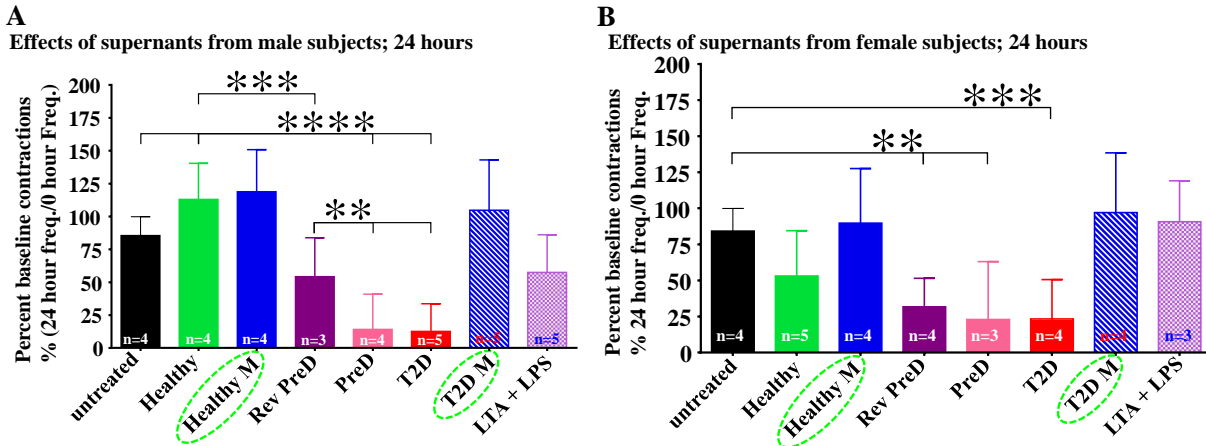 A
Effects of supernants from male subjects; 24 hours
Percent baseline contractions
% (24 hour freq./0 hour Freq.)
200
175
150
125
100
75
50
25
0
***
****
**
n=4
n=4
n=4
n=3
n=4
n=5
n=5
untreated
Healthy
Healthy M
Rev PreD
PreD
T2D
T2D M
LTA + LPS
B
Effects of supernants from female subjects; 24 hours
Percent baseline contractions
% 24 hour freq./0 hour Freq.
200
175
150
125
100
75
50
25
0
***
**
n=4
n=5
n=4
n=4
n=3
n=4
n=4
n=3
untreated
Healthy
Healthy M
Rev PreD
PreD
T2D
T2D M
LTA + LPS